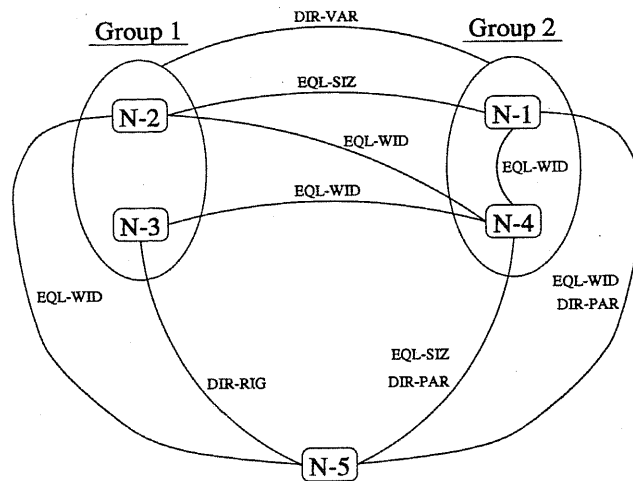 DIR-VAR
Group 1
Group 2
EQL-SIZ
N-2
N-1
EQL-WID
EQL-WID
EQL-WID
N-3
N-4
EQL-WID
EQL-WID
DIR-PAR
EQL-SIZ
DIR-RIG
DIR-PAR
N-5